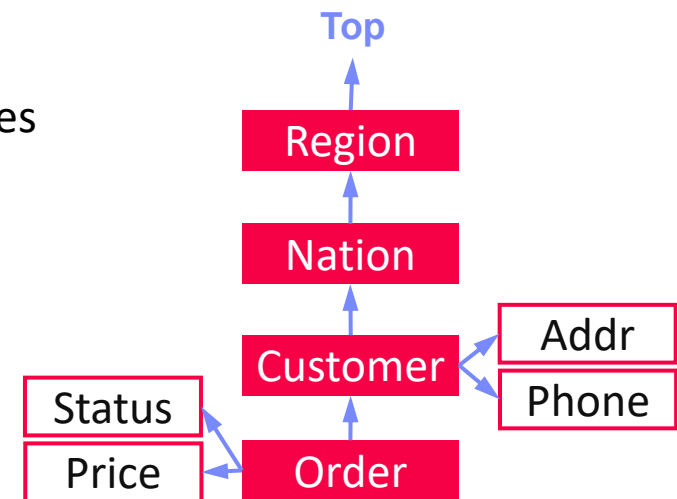 Top
es
Region
Nation
Customer
Addr
Phone
Status
Price
Order